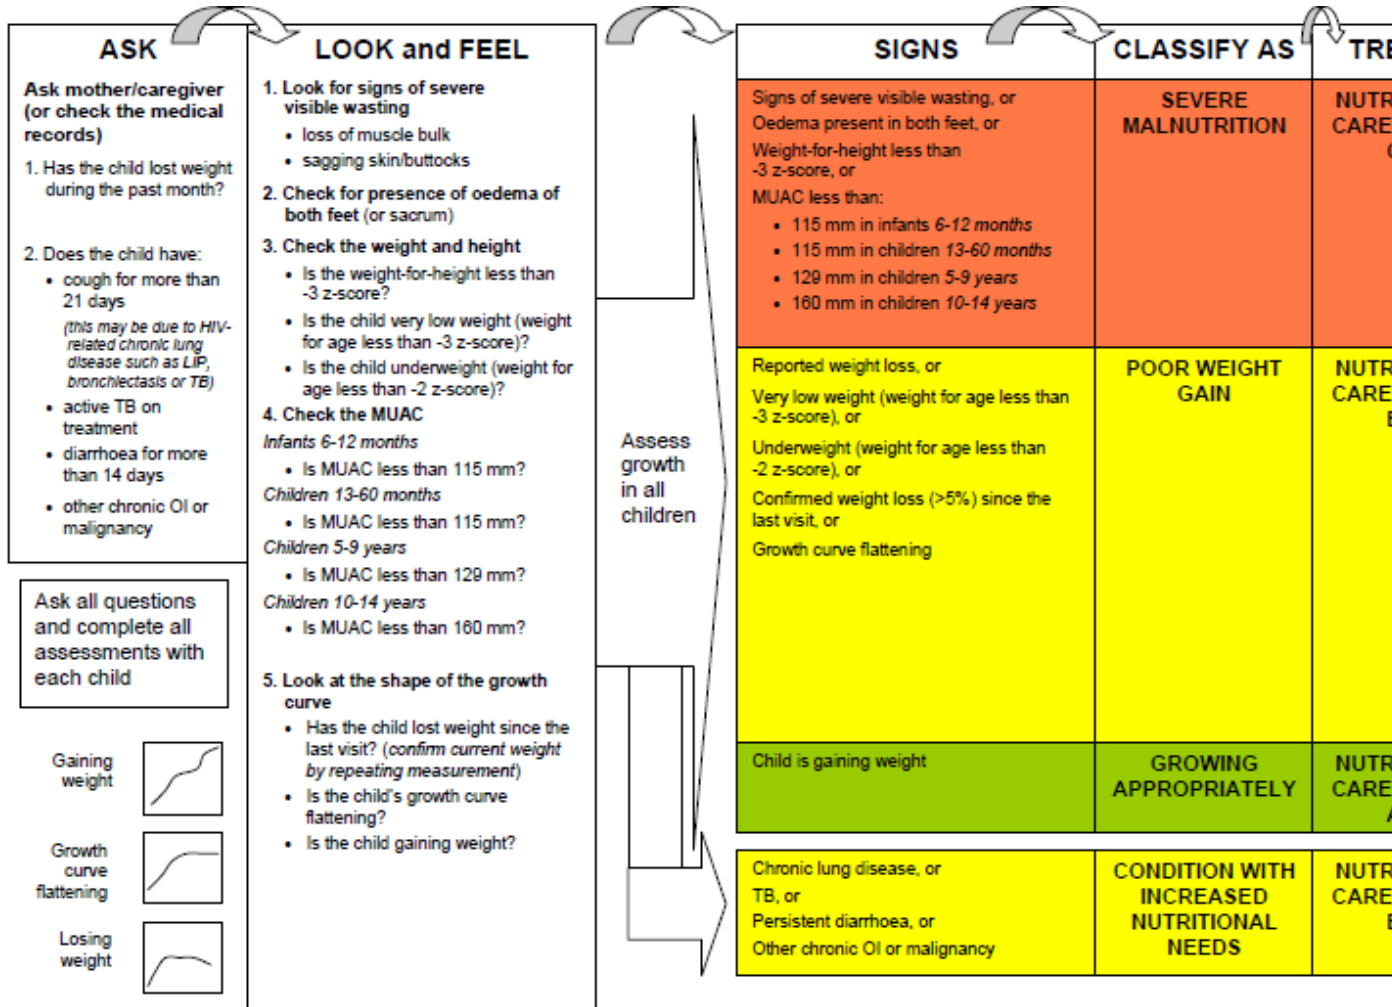 ASK
Ask mother/caregiver
(or check the medical
records)
1. Has the child lost weight
during the past month?
2. Does the child have:
• cough for more than
21 days
(this may be due to HIV-
related chronic lung
disease such as LIP,
bronchiectasis or TB)
• active TB on
treatment
• diarrhoea for more
than 14 days
• other chronic OI or
malignancy
Ask all questions
and complete all
assessments with
each child
Gaining
weight
Growth
curve
flattening
Losing
weight
LOOK and FEEL
1. Look for signs of severe
visible wasting
• loss of muscle bulk
• sagging skin/buttocks
2. Check for presence of oedema of
both feet (or sacrum)
3. Check the weight and height
• Is the weight-for-height less than
-3 z-score?
• Is the child very low weight (weight
for age less than -3 z-score)?
• Is the child underweight (weight for
age less than -2 z-score)?
4. Check the MUAC
Infants 6-12 months
• Is MUAC less than 115 mm?
Children 13-60 months
• Is MUAC less than 115 mm?
Children 5-9 years
• Is MUAC less than 129 mm?
Children 10-14 years
• Is MUAC less than 160 mm?
5. Look at the shape of the growth
curve
• Has the child lost weight since the
last visit? (confirm current weight
by repeating measurement)
• Is the child's growth curve
flattening?
• Is the child gaining weight?
Assess
growth
in all
children
SIGNS
CLASSIFY AS
TRE
Signs of severe visible wasting, or
Oedema present in both feet, or
Weight-for-height less than
-3 z-score, or
MUAC less than:
• 115 mm in infants 6-12 months
• 115 mm in children 13-60 months
• 129 mm in children 5-9 years
• 160 mm in children 10-14 years
SEVERE
MALNUTRITION
NUTR
CARE
Reported weight loss, or
Very low weight (weight for age less than
-3 z-score), or
Underweight (weight for age less than
-2 z-score), or
Confirmed weight loss (>5%) since the
last visit, or
Growth curve flattening
POOR WEIGHT
GAIN
NUTR
CARE
Child is gaining weight
GROWING
APPROPRIATELY
NUTR
CARE
Chronic lung disease, or
TB, or
Persistent diarrhoea, or
Other chronic OI or malignancy
CONDITION WITH
INCREASED
NUTRITIONAL
NEEDS
NUTR
CARE